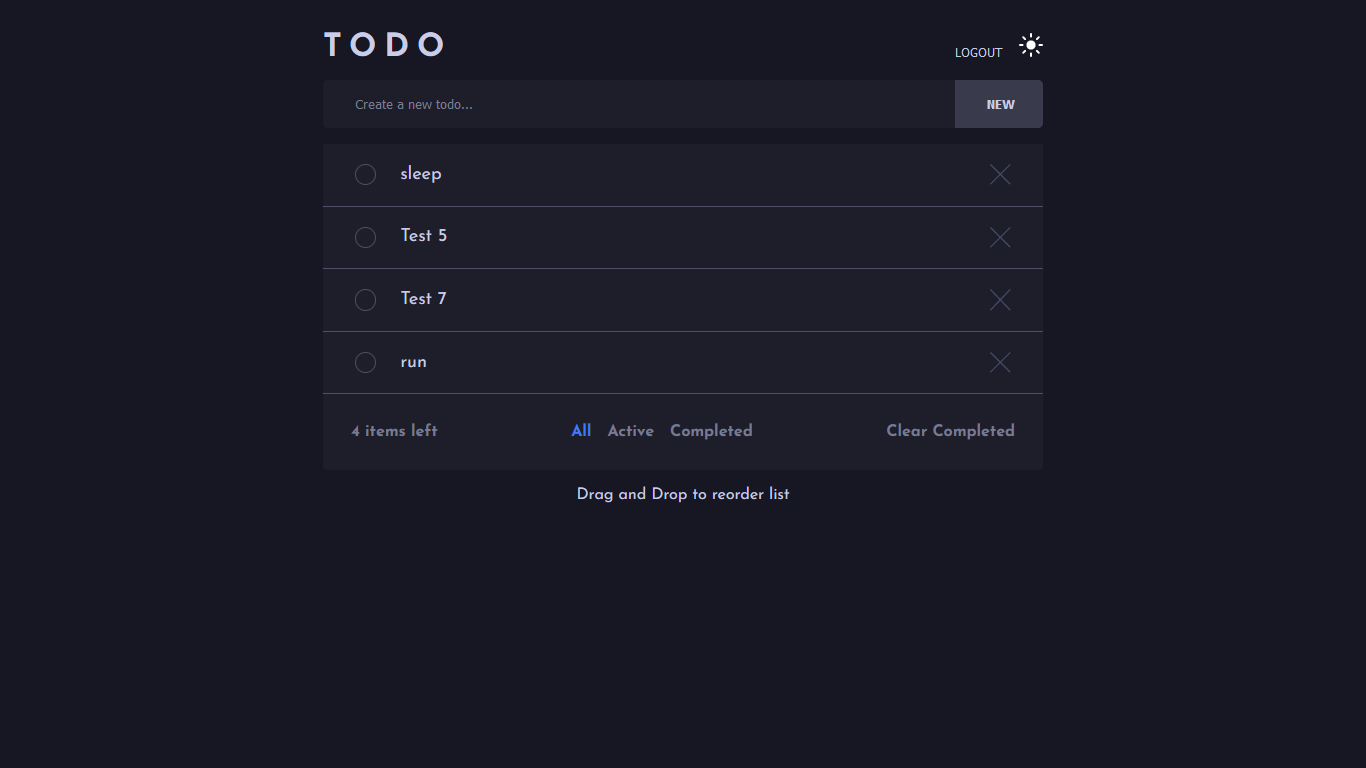 TODO
LOGOUT
Create a new todo...
NEW
sleep
Test 5
Test 7
run
4 items left
All Active Completed
Clear Completed
Drag and Drop to reorder list